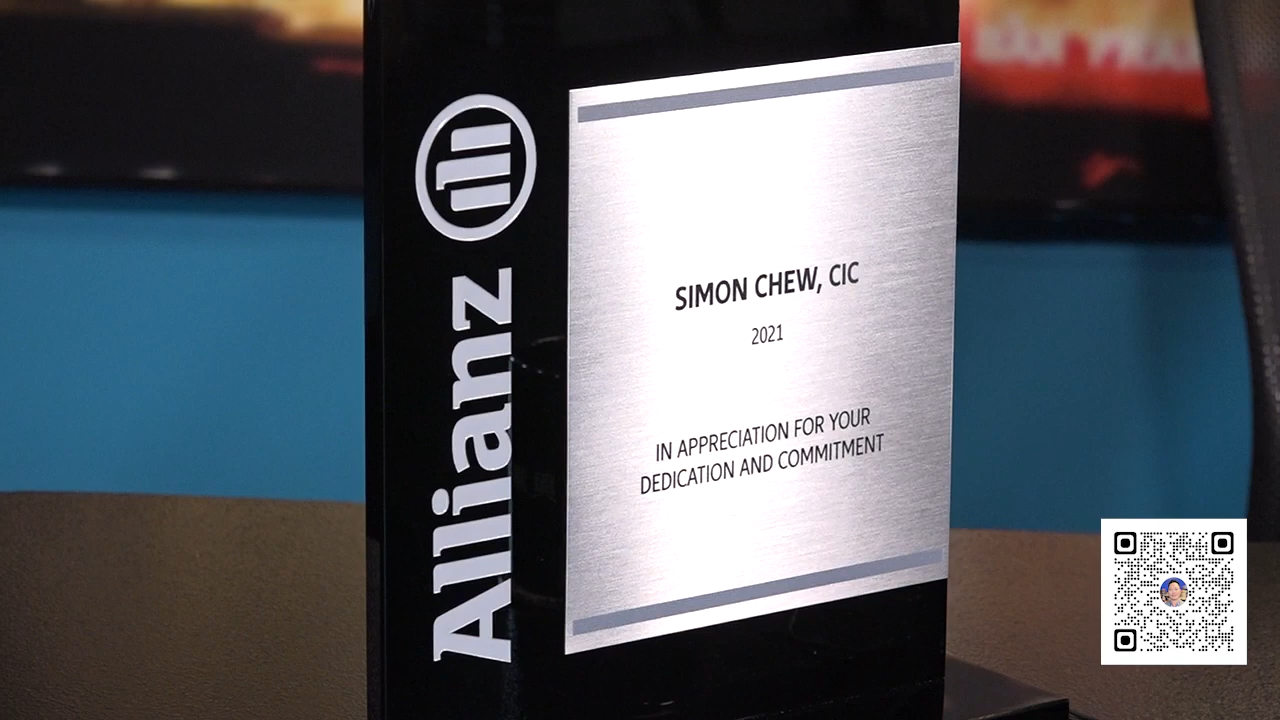 Allianz
SIMON CHEW, CIC
2021
IN APPRECIATION FOR YOUR
DEDICATION AND COMMITMENT